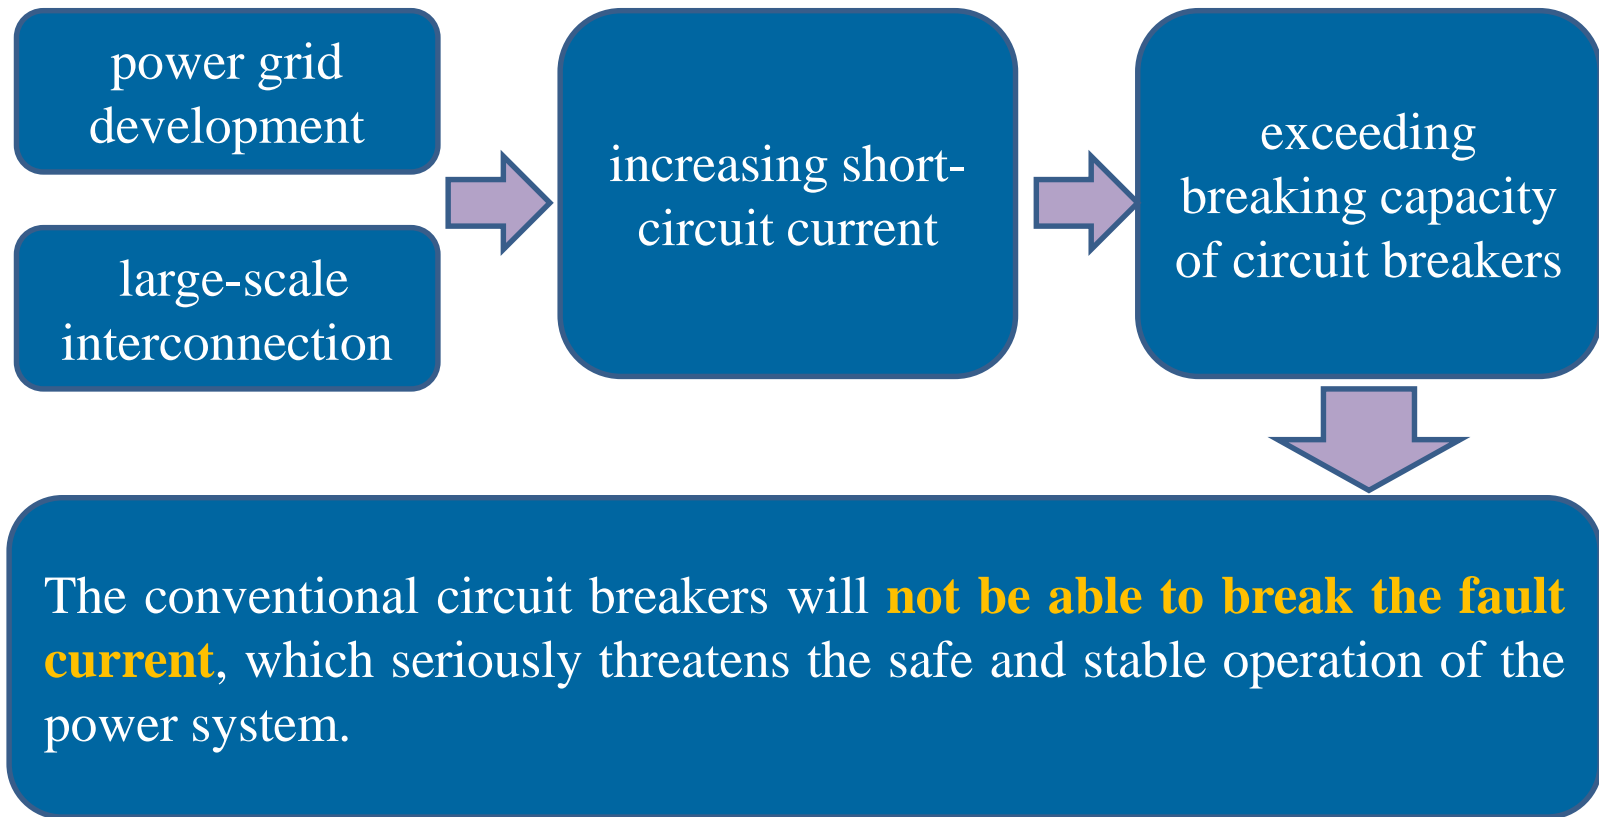 power grid
development
large-scale
interconnection
increasing short-
circuit current
exceeding
breaking capacity
of circuit breakers
The conventional circuit breakers will not be able to break the fault
current, which seriously threatens the safe and stable operation of the
power system.